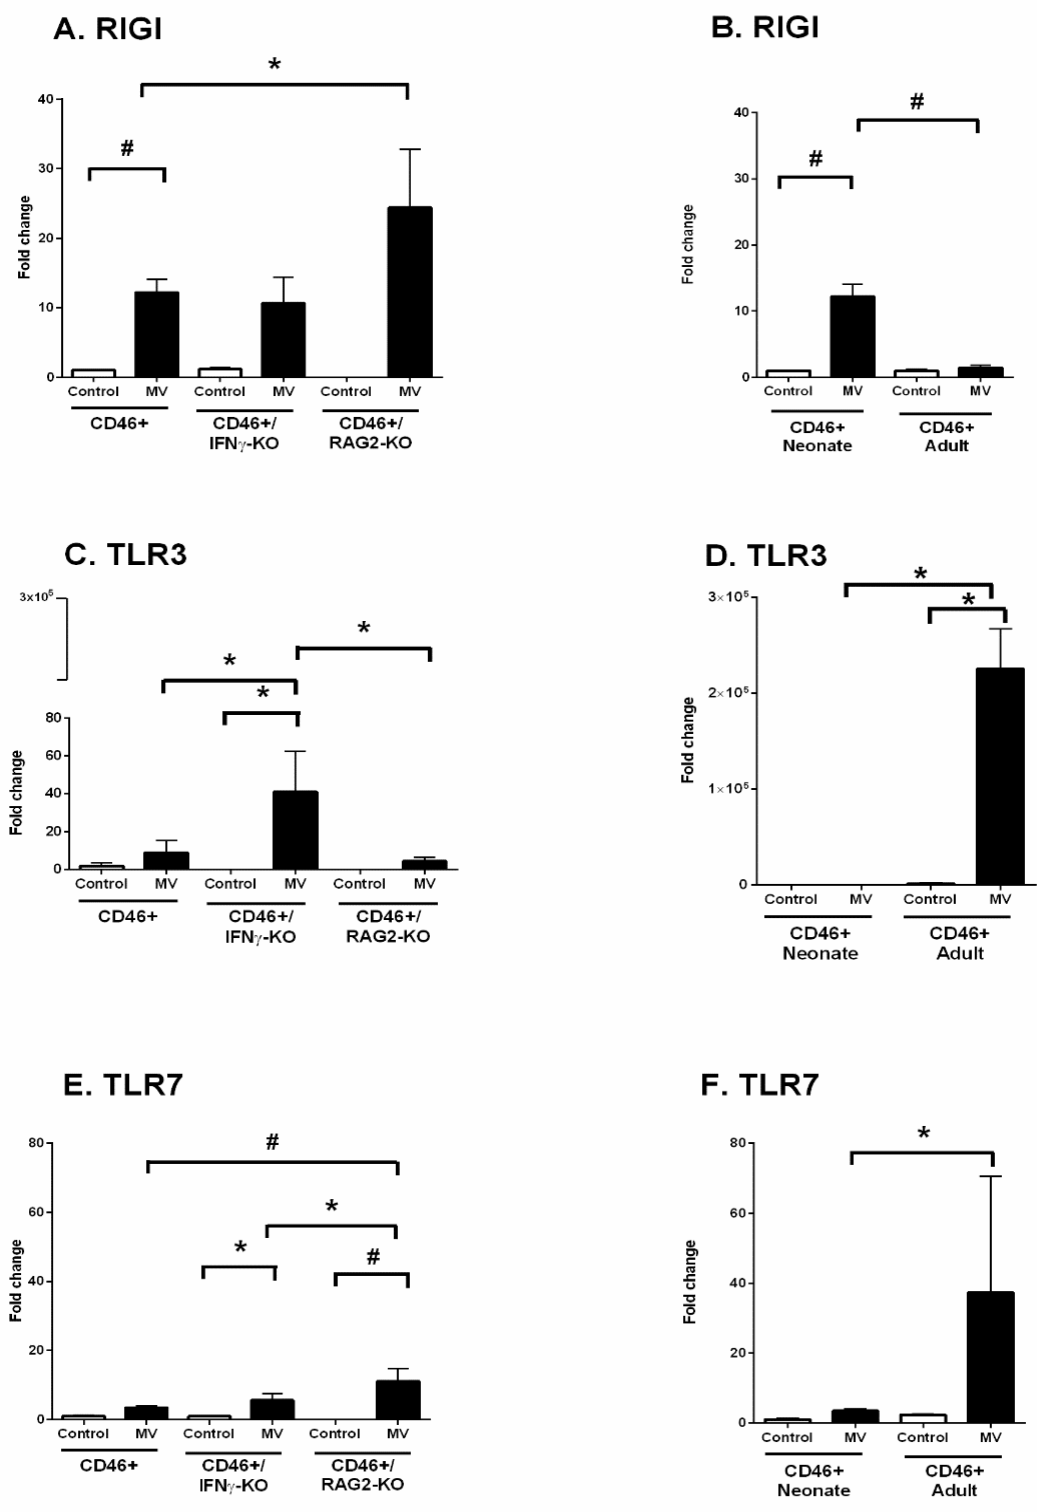 A. RIGI
*
#
Fold change
40
30
20
10
0
Control MV Control MV Control MV
CD46+ CD46+/ CD46+/
IFNγ-KO RAG2-KO
B. RIGI
#
#
Fold change
40
30
20
10
0
Control MV Control MV
CD46+ CD46+
Neonate Adult
C. TLR3
3x10⁵
*
*
*
Fold change
80
60
40
20
0
Control MV Control MV Control MV
CD46+ CD46+/ CD46+/
IFNγ-KO RAG2-KO
D. TLR3
*
*
Fold change
3×10⁵
2×10⁵
1×10⁵
0
Control MV Control MV
CD46+ CD46+
Neonate Adult
E. TLR7
#
*
*
#
Fold change
80
60
40
20
0
Control MV Control MV Control MV
CD46+ CD46+/ CD46+/
IFNγ-KO RAG2-KO
F. TLR7
*
Fold change
80
60
40
20
0
Control MV Control MV
CD46+ CD46+
Neonate Adult